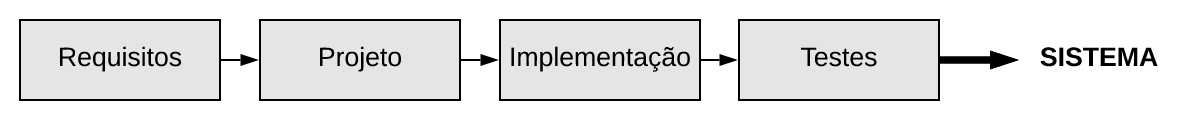 Requisitos
Projeto
Implementação
Testes
SISTEMA